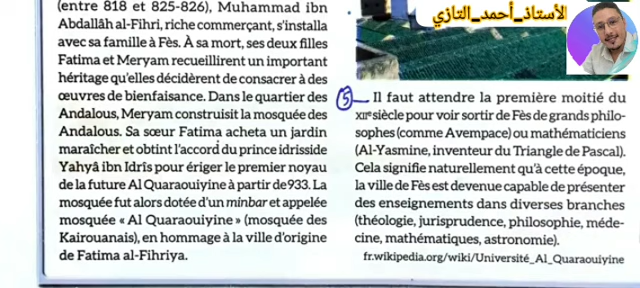 (entre 818 et 825-826), Muhammad ibn
Abdallâh al-Fihri, riche commerçant, s'installa
avec sa famille à Fès. À sa mort, ses deux filles
Fatima et Meryam recueillirent un important
héritage qu'elles décidèrent de consacrer à des
œuvres de bienfaisance. Dans le quartier des
Andalous, Meryam construisit la mosquée des
Andalous. Sa sœur Fatima acheta un jardin
maraîcher et obtint l'accord du prince idrisside
Yahyâ ibn Idrîs pour ériger le premier noyau
de la future Al Quaraouiyine à partir de 933. La
mosquée fut alors dotée d'un minbar et appelée
mosquée « Al Quaraouiyine » (mosquée des
Kairouanais), en hommage à la ville d'origine
de Fatima al-Fihriya.
الأستاذ_أحمد_التازي
5 Il faut attendre la première moitié du
XIIe siècle pour voir sortir de Fès de grands philo-
sophes (comme Avempace) ou mathématiciens
(Al-Yasmine, inventeur du Triangle de Pascal).
Cela signifie naturellement qu'à cette époque,
la ville de Fès est devenue capable de présenter
des enseignements dans diverses branches
(théologie, jurisprudence, philosophie, méde-
cine, mathématiques, astronomie).
fr.wikipedia.org/wiki/Université_Al_Quaraouiyine